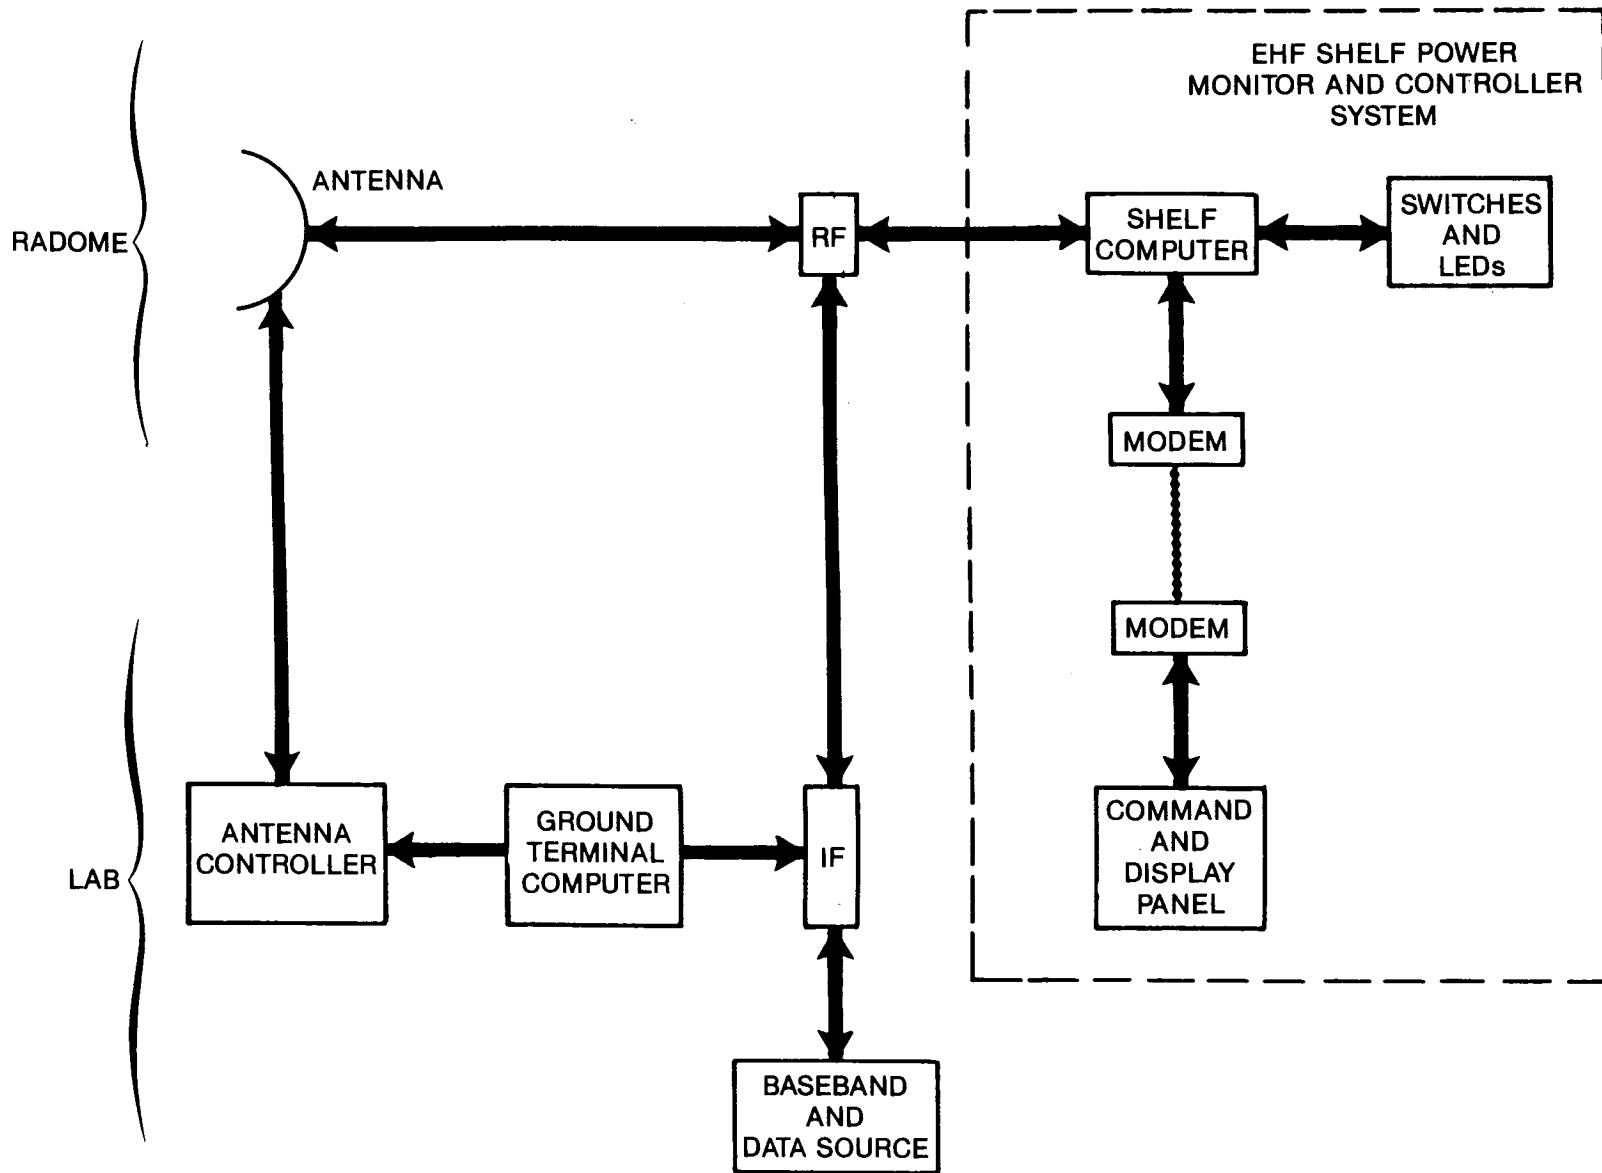 EHF SHELF POWER
MONITOR AND CONTROLLER
SYSTEM
ANTENNA
RADOME
RF
SHELF
COMPUTER
SWITCHES
AND
LEDs
MODEM
MODEM
LAB
ANTENNA
CONTROLLER
GROUND
TERMINAL
COMPUTER
IF
COMMAND
AND
DISPLAY
PANEL
BASEBAND
AND
DATA SOURCE